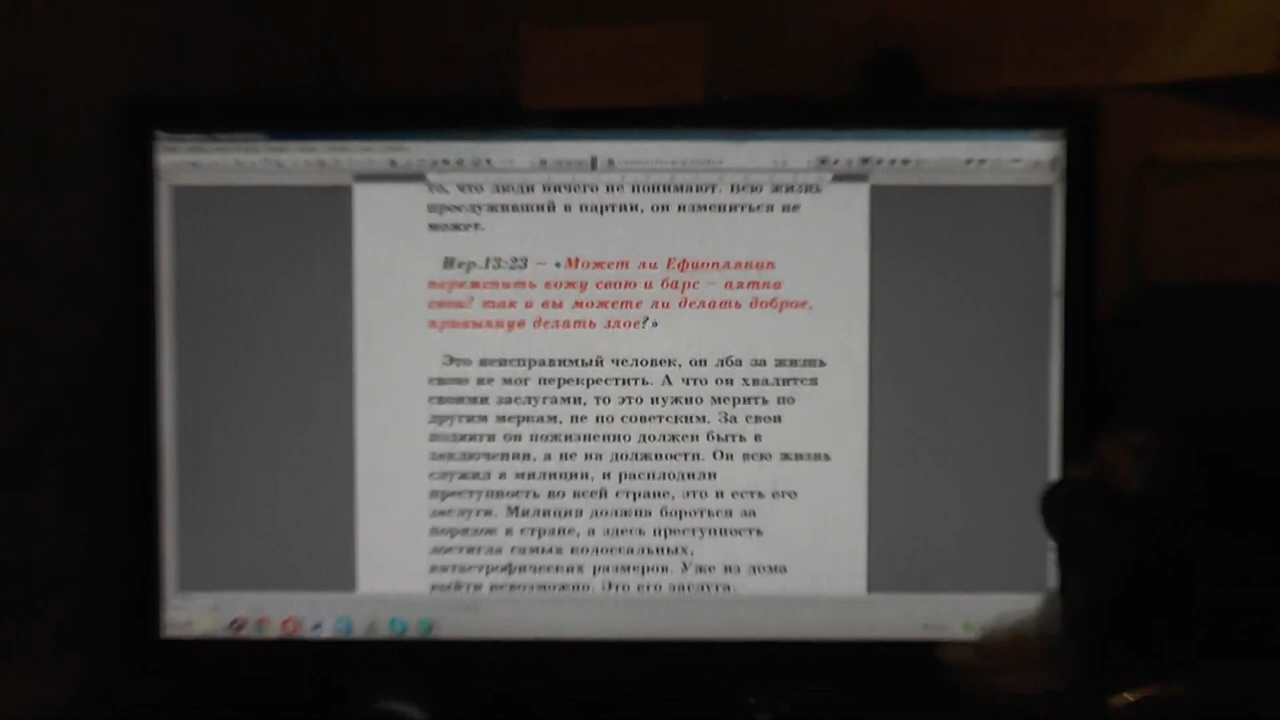 то, что люди ничего не понимают. Всю жизнь
прослуживший в партии, он измениться не
может.
Иер.13:23 – «Может ли Ефиоплянин
переменить кожу свою и барс – пятна
свои? так и вы можете ли делать доброе,
привыкнув делать злое?»
Это неисправимый человек, он лба за жизнь
свою не мог перекрестить. А что он хвалится
своими заслугами, то это нужно мерить по
другим меркам, не по советским. За свои
подвиги он пожизненно должен быть в
заключении, а не на должности. Он всю жизнь
служил в милиции, и расплодили
преступность во всей стране, это и есть его
заслуги. Милиция должна бороться за
порядок в стране, а здесь преступность
достигла самых колоссальных,
катастрофических размеров. Уже из дома
выйти невозможно. Это его заслуга.